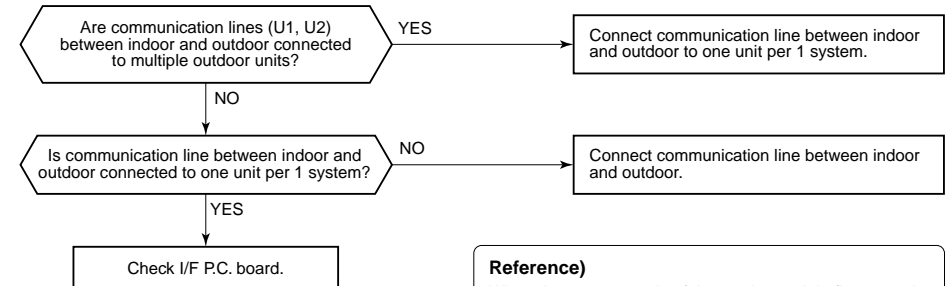 Are communication lines (U1, U2)
between indoor and outdoor connected
to multiple outdoor units?
YES
Connect communication line between indoor
and outdoor to one unit per 1 system.
NO
Is communication line between indoor and
outdoor connected to one unit per 1 system?
NO
Connect communication line between indoor
and outdoor.
YES
Check I/F P.C. board.
Reference)